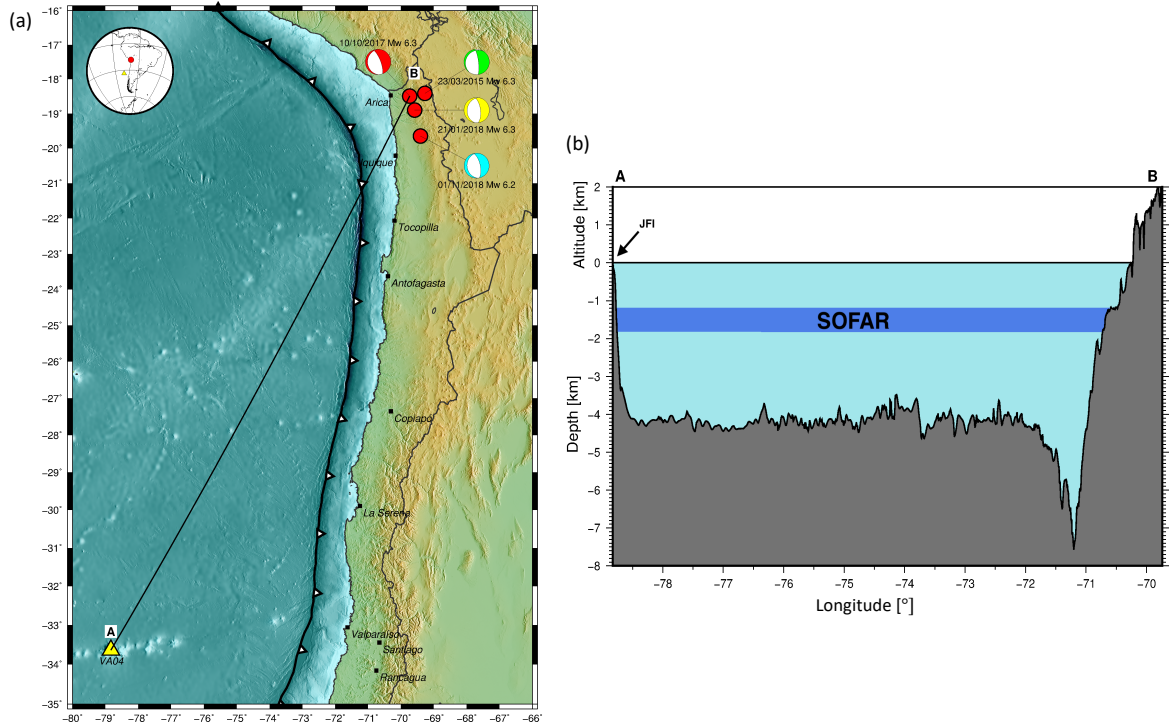 (a)
−16˚
−17˚
−18˚
−19˚
−20˚
−21˚
−22˚
−23˚
−24˚
−25˚
−26˚
−27˚
−28˚
−29˚
−30˚
−31˚
−32˚
−33˚
−34˚
−35˚
−80˚ −79˚ −78˚ −77˚ −76˚ −75˚ −74˚ −73˚ −72˚ −71˚ −70˚ −69˚ −68˚ −67˚ −66˚
10/10/2017 Mw 6.3
B
23/03/2015 Mw 6.3
Arica
21/01/2018 Mw 6.3
Iquique
01/11/2018 Mw 6.2
Tocopilla
Antofagasta
Copiapó
La Serena
Valparaíso
Santiago
Rancagua
A
VA04
(b)
A B
JFI
SOFAR
Altitude [km]
Depth [km]
2
1
0
−1
−2
−3
−4
−5
−6
−7
−8
−78 −77 −76 −75 −74 −73 −72 −71 −70
Longitude [°]